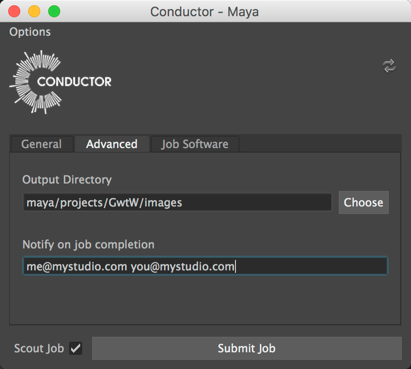 Conductor - Maya
Options
CONDUCTOR
General Advanced Job Software
Output Directory
maya/projects/GwtW/images Choose
Notify on job completion
me@mystudio.com you@mystudio.com
Scout Job Submit Job